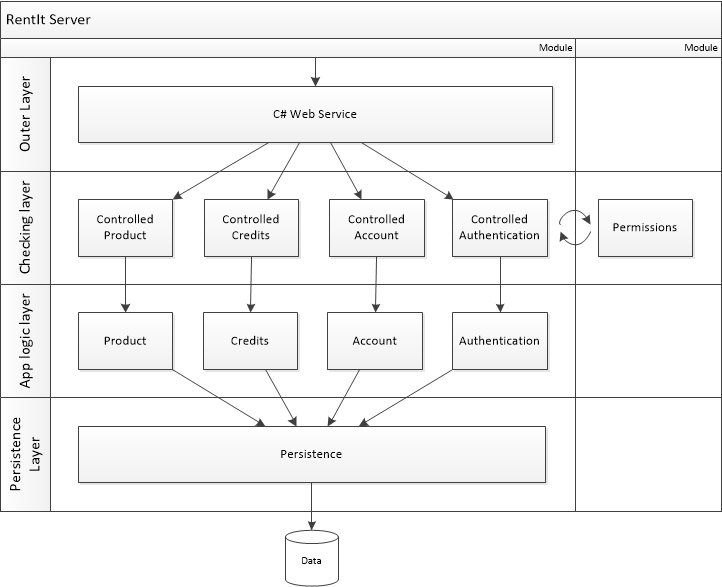 RentIt Server
Module
Module
Outer Layer
C# Web Service
Checking layer
Controlled
Product
Controlled
Credits
Controlled
Account
Controlled
Authentication
Permissions
App logic layer
Product
Credits
Account
Authentication
Persistence
Layer
Persistence
Data